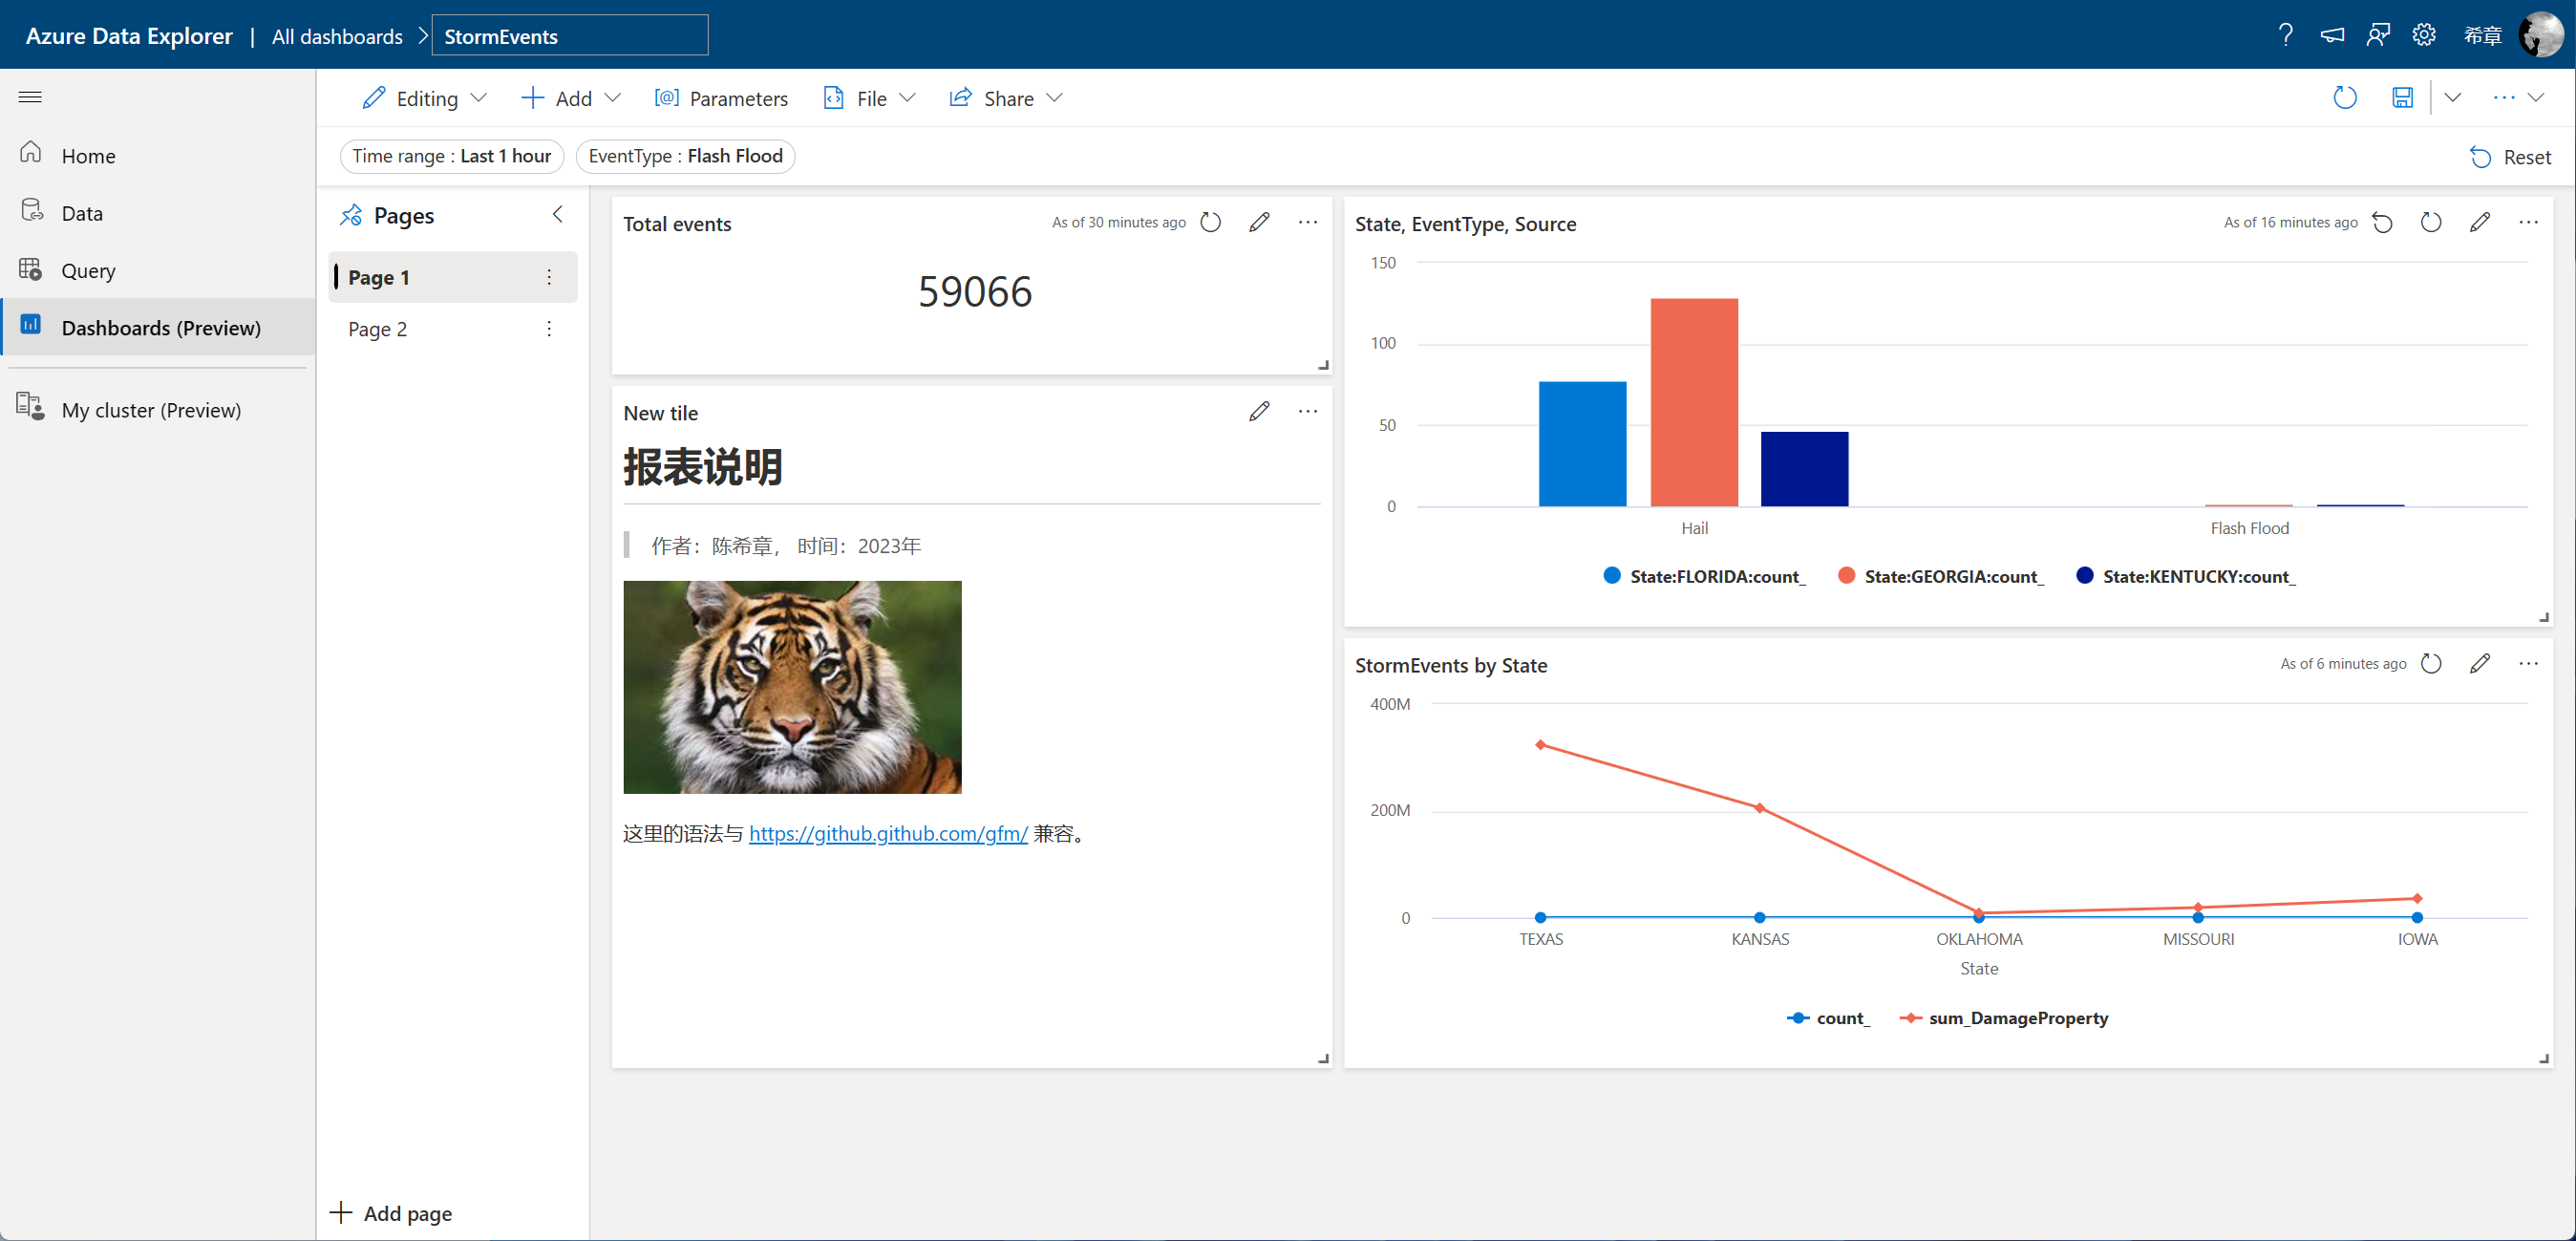 Azure Data Explorer | All dashboards > StormEvents
希章
Editing Add Parameters File Share
Time range : Last 1 hour EventType : Flash Flood
Reset
Home
Data
Query
Dashboards (Preview)
My cluster (Preview)
Pages
Page 1
Page 2
Add page
Total events
As of 30 minutes ago
59066
New tile
报表说明
作者：陈希章， 时间：2023年
这里的语法与 https://github.github.com/gfm/ 兼容。
State, EventType, Source
As of 16 minutes ago
150
100
50
0
Hail Flash Flood
State:FLORIDA:count_ State:GEORGIA:count_ State:KENTUCKY:count_
StormEvents by State
As of 6 minutes ago
400M
200M
0
TEXAS KANSAS OKLAHOMA MISSOURI IOWA
State
count_ sum_DamageProperty